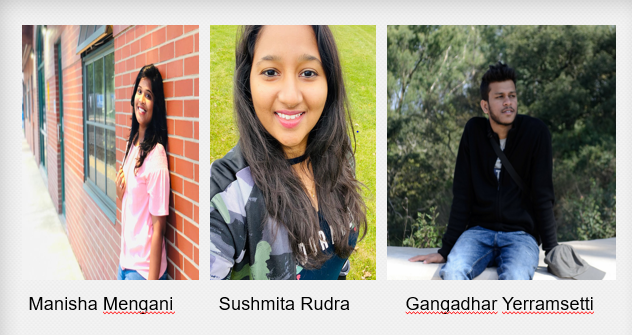 Manisha Mengani
Sushmita Rudra
Gangadhar Yerramsetti